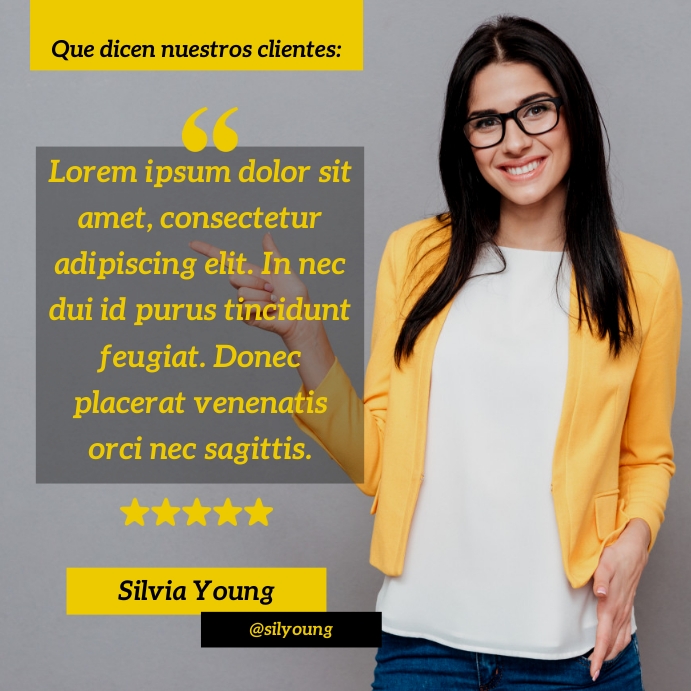 Que dicen nuestros clientes:
“
Lorem ipsum dolor sit
amet, consectetur
adipiscing elit. In nec
dui id purus tincidunt
feugiat. Donec
placerat venenatis
orci nec sagittis.
Silvia Young
@silyoung